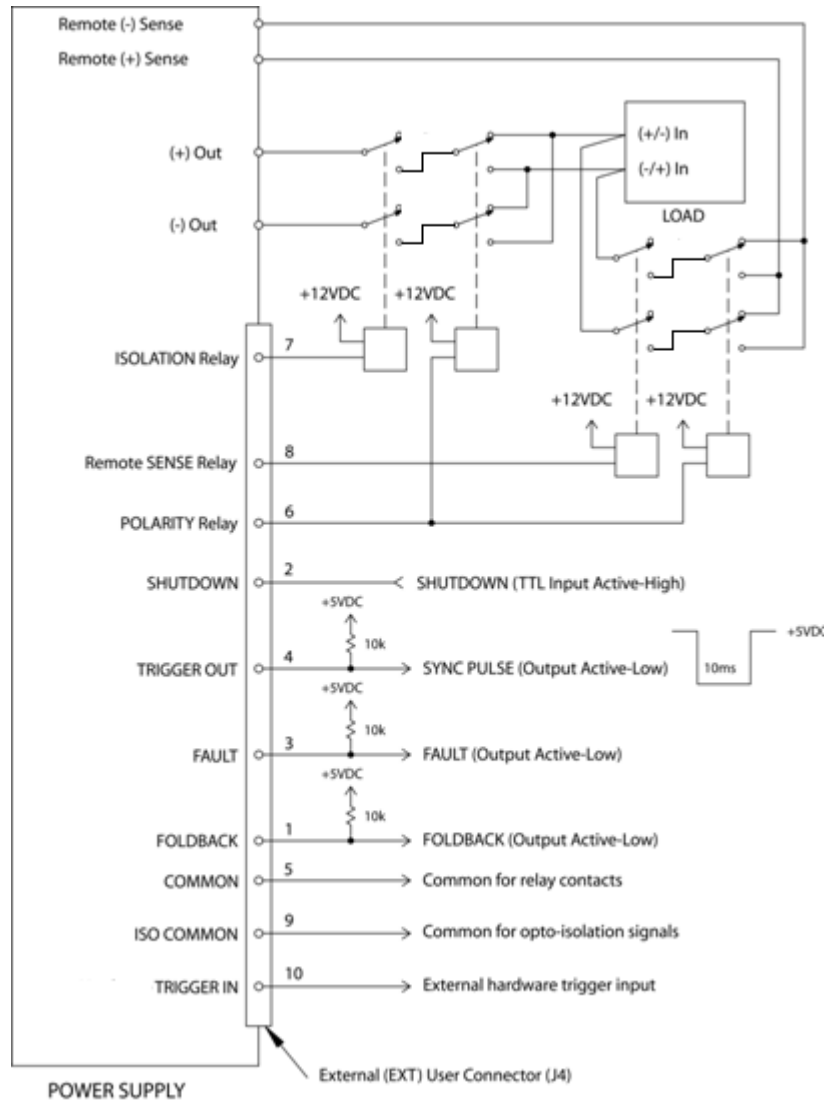 Remote (-) Sense
Remote (+) Sense
(+) Out
(-) Out
(+/-) In
(-/+) In
LOAD
+12VDC
+12VDC
ISOLATION Relay
7
+12VDC
+12VDC
Remote SENSE Relay
8
POLARITY Relay
6
SHUTDOWN
2
SHUTDOWN (TTL Input Active-High)
+5VDC
10k
TRIGGER OUT
4
SYNC PULSE (Output Active-Low)
10ms
+5VDC
+5VDC
10k
FAULT
3
FAULT (Output Active-Low)
+5VDC
10k
FOLDBACK
1
FOLDBACK (Output Active-Low)
COMMON
5
Common for relay contacts
ISO COMMON
9
Common for opto-isolation signals
TRIGGER IN
10
External hardware trigger input
External (EXT) User Connector (J4)
POWER SUPPLY